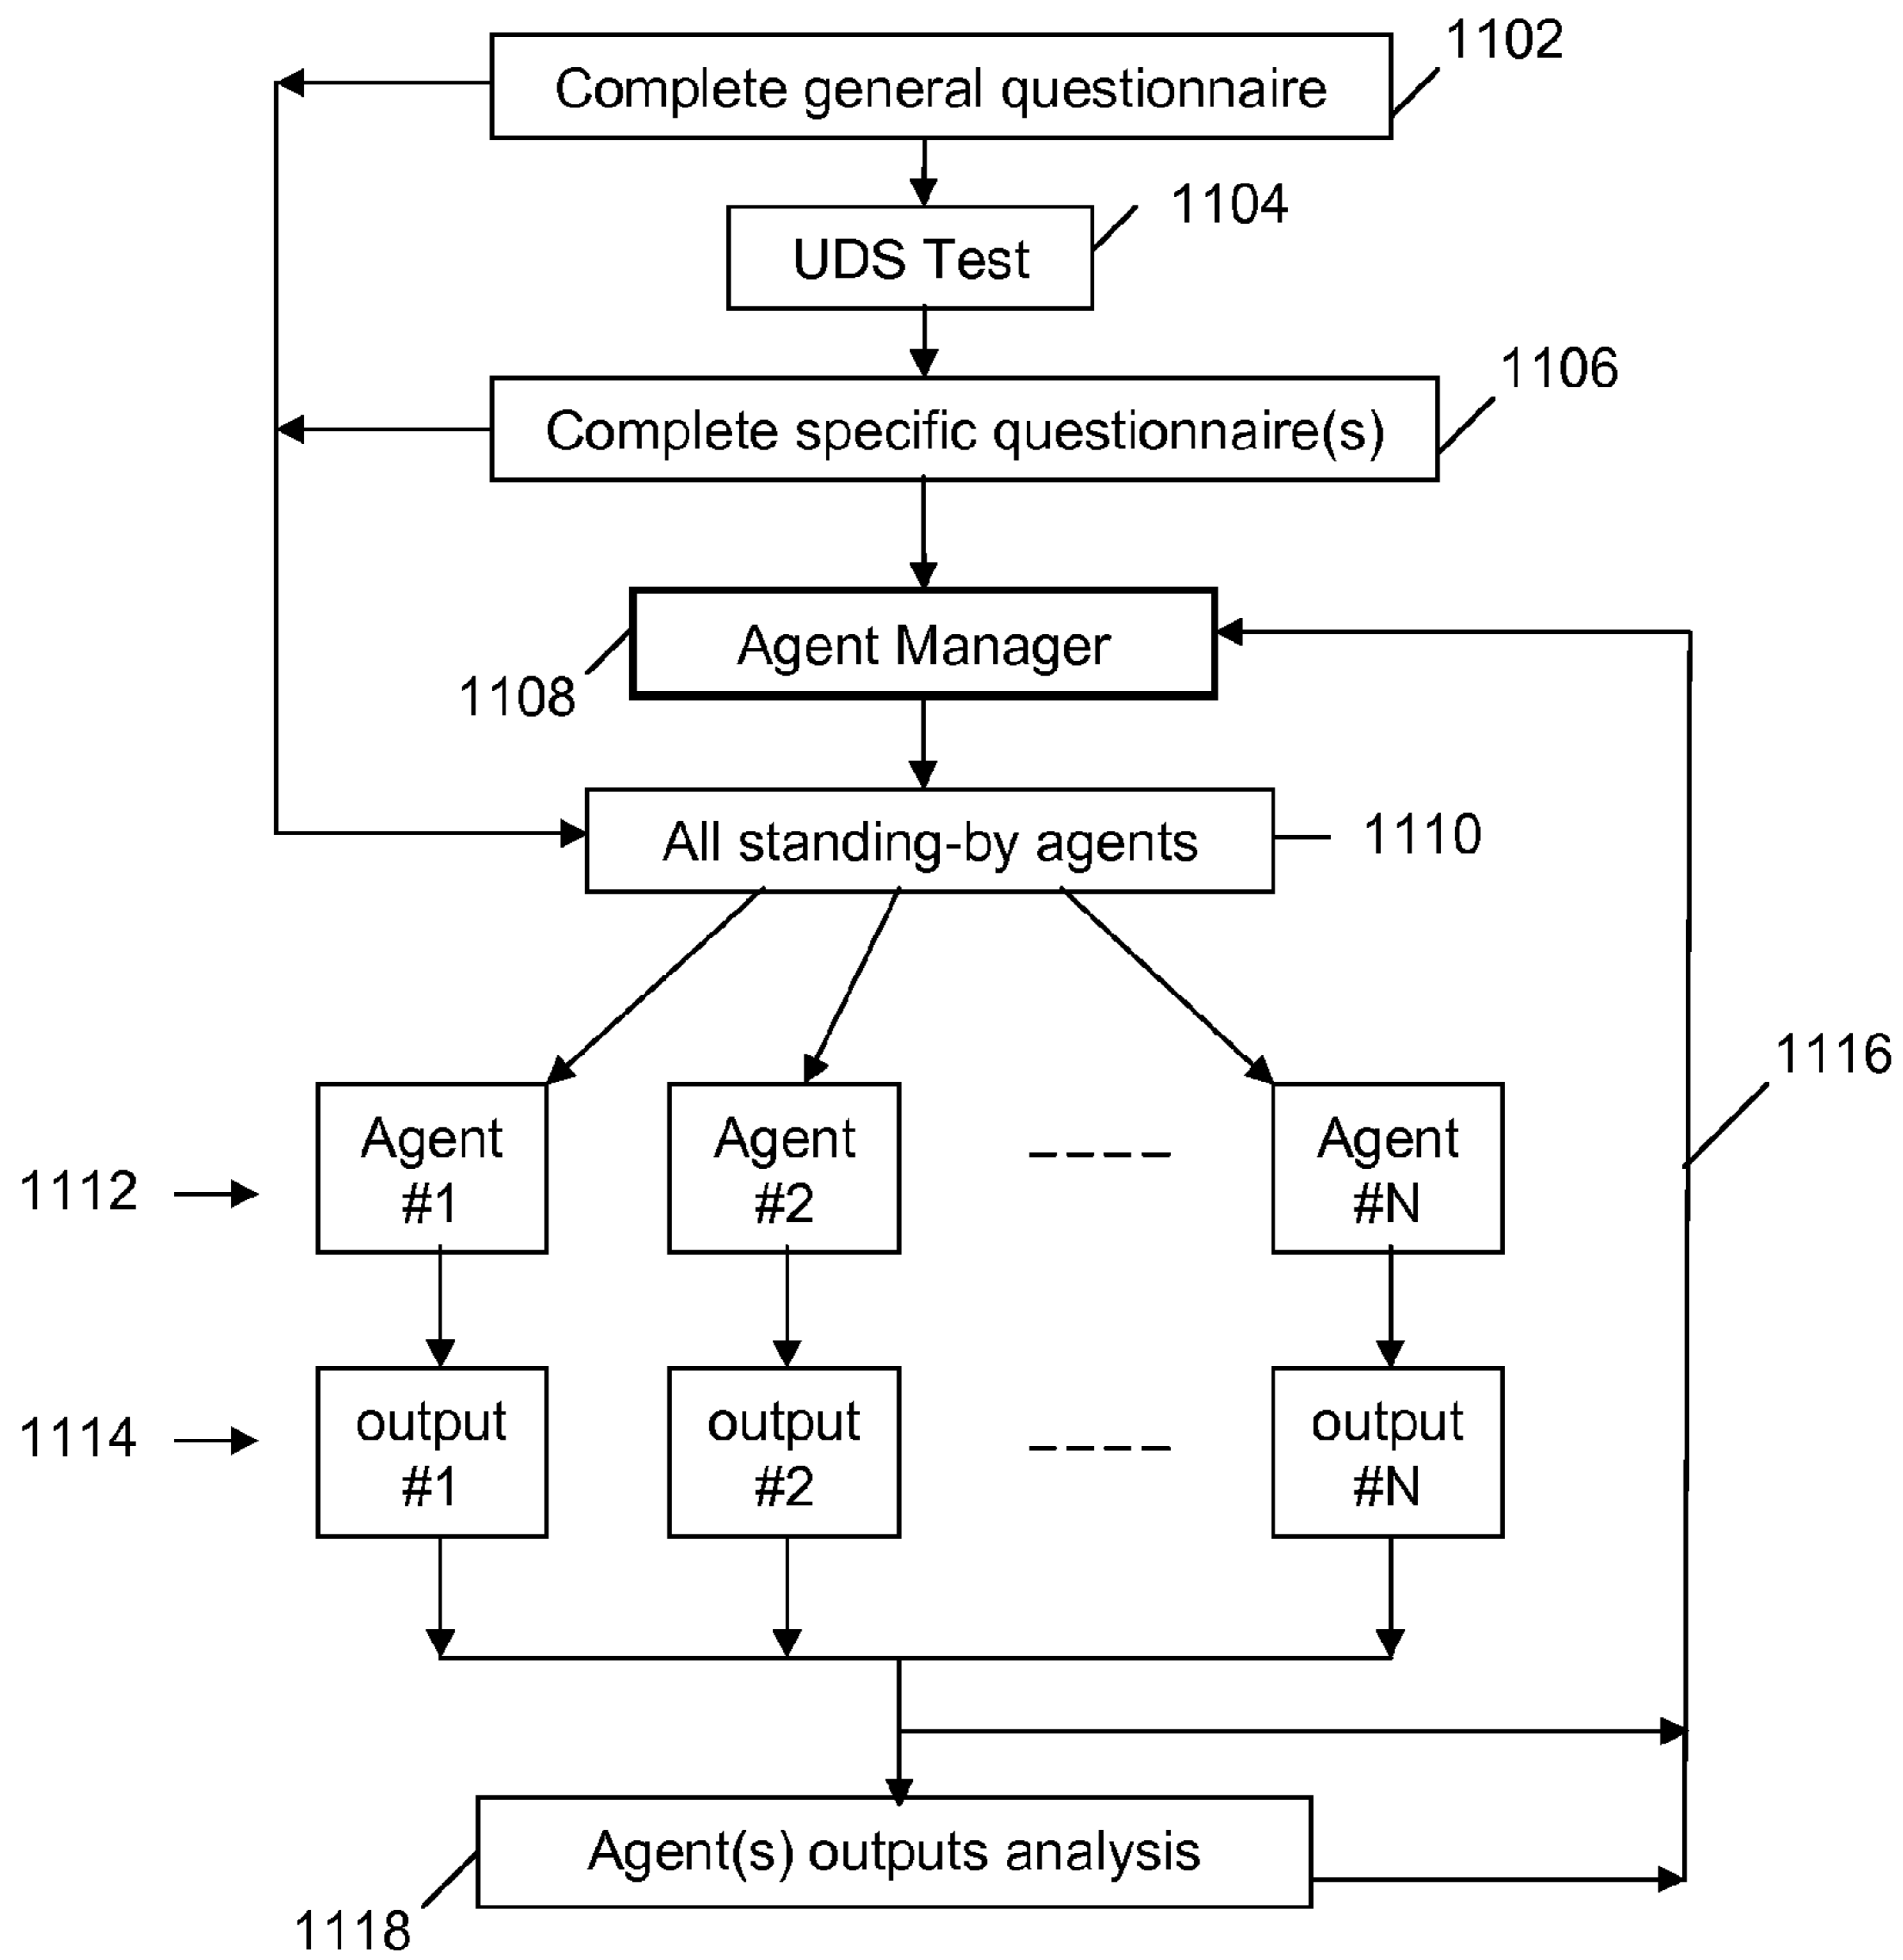 1102
Complete general questionnaire
1104
UDS Test
1106
Complete specific questionnaire(s)
Agent Manager
1108
All standing-by agents
1110
1116
1112
Agent
#1
Agent
#2
Agent
#N
1114
output
#1
output
#2
output
#N
Agent(s) outputs analysis
1118